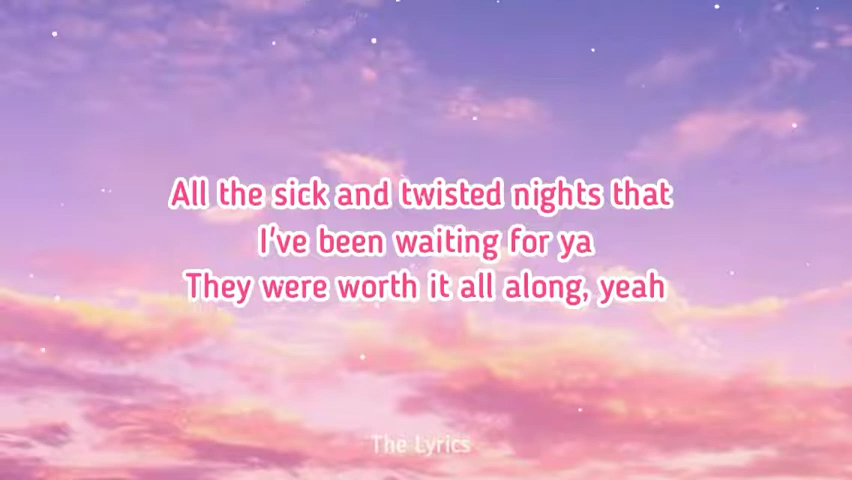 All the sick and twisted nights that
I've been waiting for ya
They were worth it all along, yeah
The Lyrics